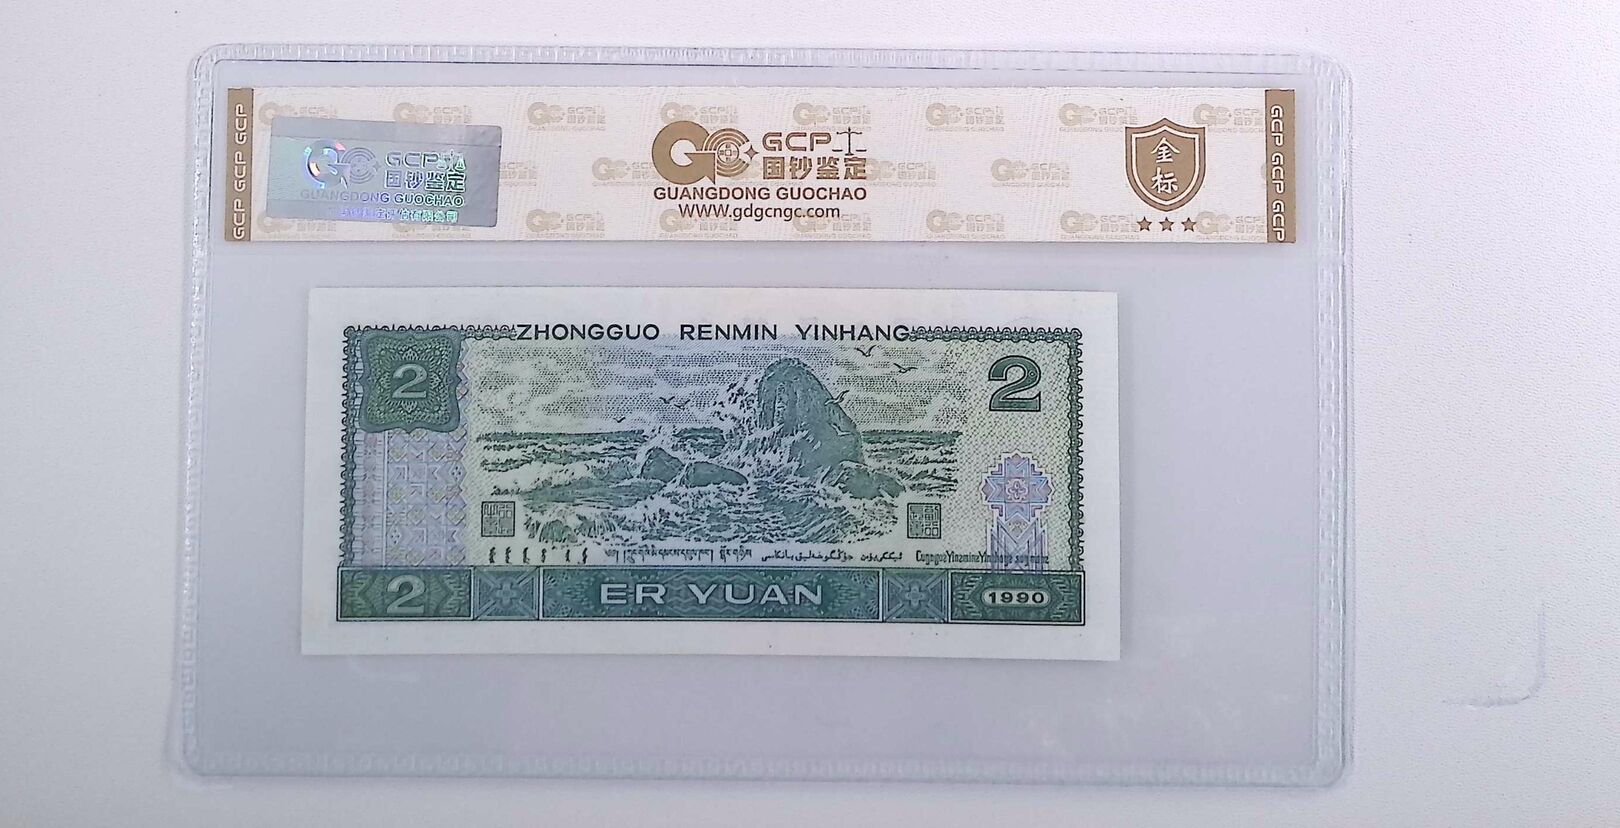 GCP GCP GCP
GCP
国钞鉴定
GUANGDONG GUOCHAO
GCP
国钞鉴定
GUANGDONG GUOCHAO
www.gdgcngc.com
金
标
GCP GCP GCP
ZHONGGUO RENMIN YINHANG
2
2
2
ER YUAN
1990